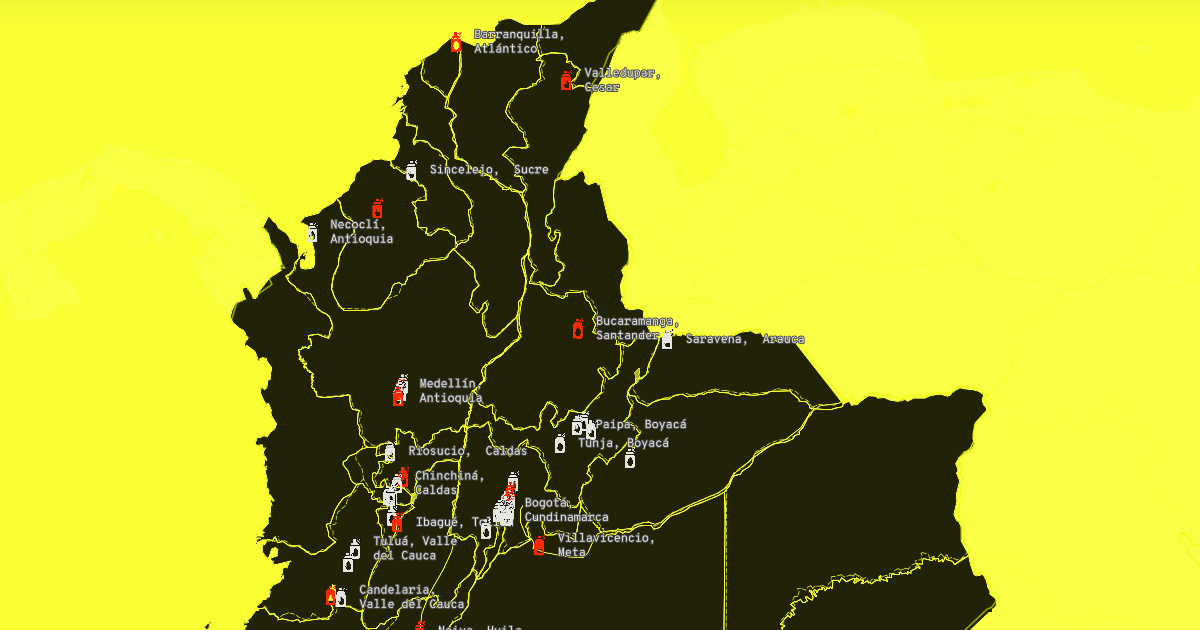 Barranquilla,
Atlántico
Valledupar,
Cesar
Sincelejo, Sucre
Necoclí,
Antioquia
Bucaramanga,
Santander
Saravena, Arauca
Medellín,
Antioquia
Paipa, Boyacá
Tunja, Boyacá
Riosucio, Caldas
Chinchiná,
Caldas
Bogotá,
Cundinamarca
Ibagué,
Villavicencio,
Meta
Tuluá, Valle
del Cauca
Candelaria,
Valle del Cauca
Neiva, Huila